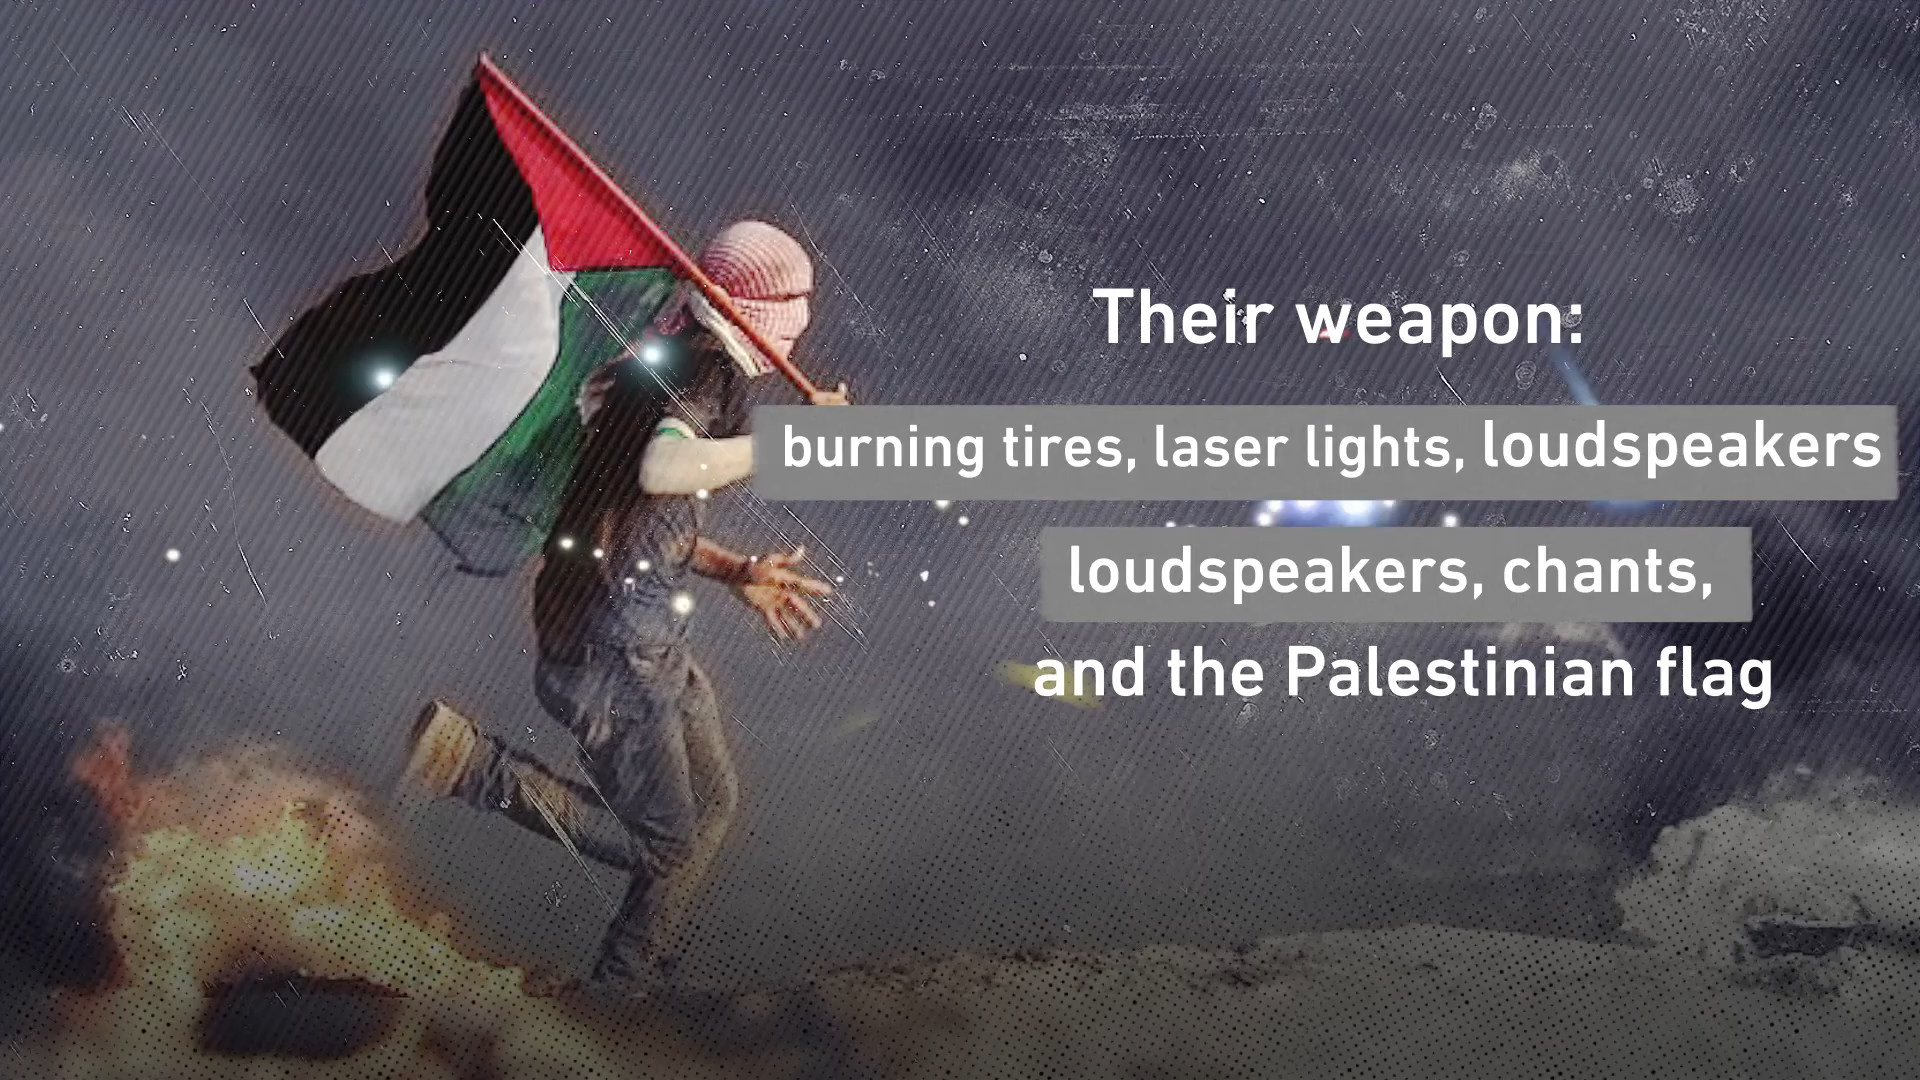 Their weapon:
burning tires, laser lights, loudspeakers
loudspeakers, chants,
and the Palestinian flag